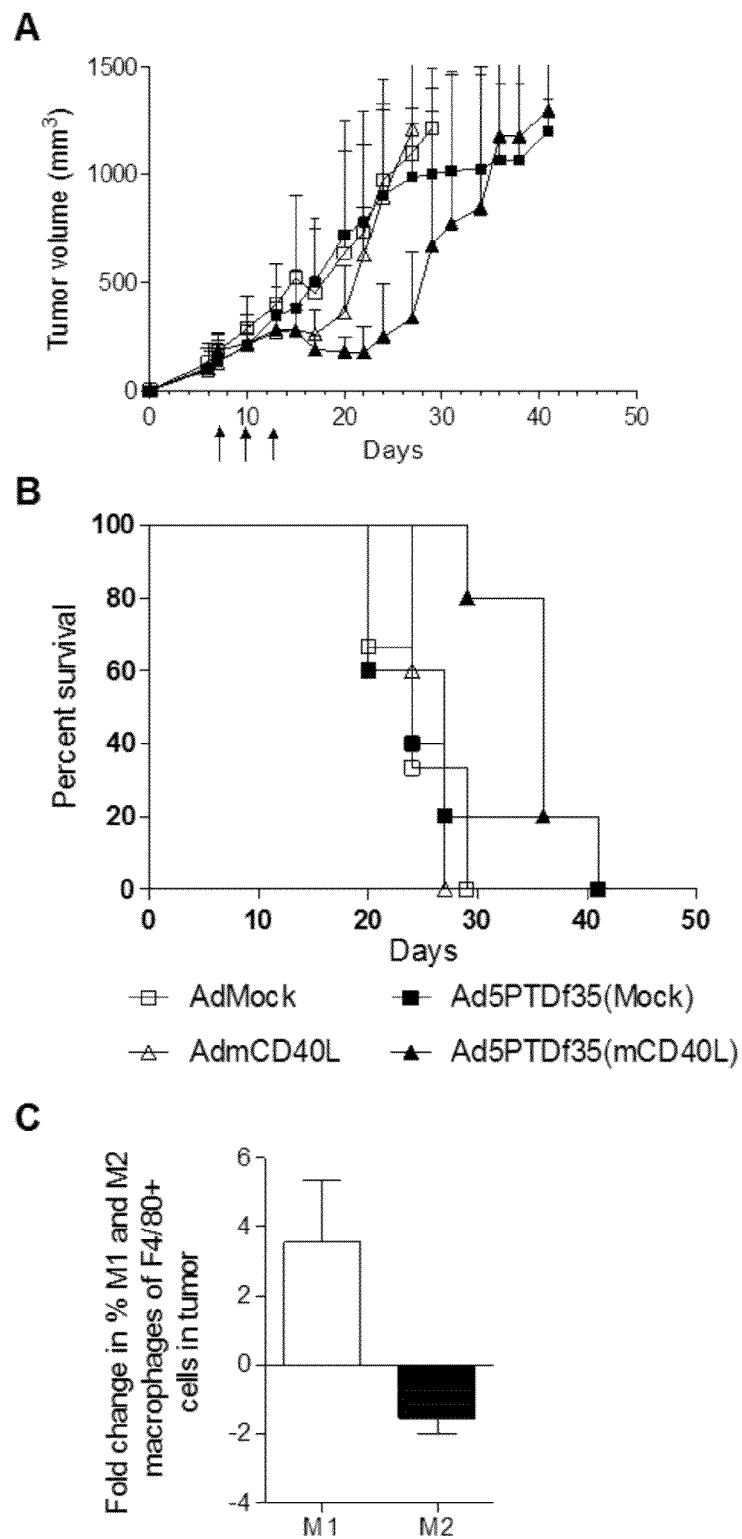 A
Tumor volume (mm³)
1500
1000
500
0
0
10
20
30
40
50
Days
B
Percent survival
100
80
60
40
20
0
0
10
20
30
40
50
Days
AdMock
Ad5PTDf35(Mock)
AdmCD40L
Ad5PTDf35(mCD40L)
C
Fold change in % M1 and M2
macrophages of F4/80+
cells in tumor
6
4
2
0
-2
-4
M1
M2